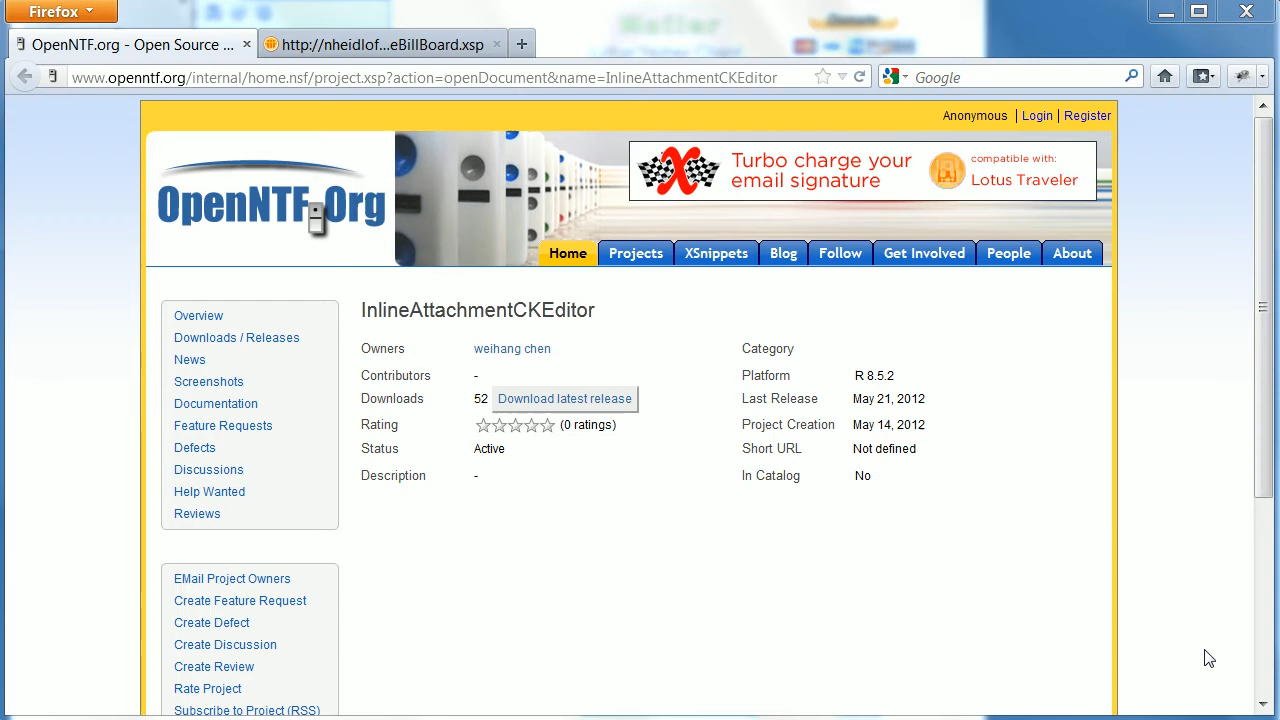 Firefox
OpenNTF.org - Open Source ...
http://nheidlof...eBillBoard.xsp
www.openntf.org/internal/home.nsf/project.xsp?action=openDocument&name=InlineAttachmentCKEditor
Google
Anonymous | Login | Register
OpenNTF.Org
X Turbo charge your
email signature
compatible with:
Lotus Traveler
Home Projects XSnippets Blog Follow Get Involved People About
Overview
Downloads / Releases
News
Screenshots
Documentation
Feature Requests
Defects
Discussions
Help Wanted
Reviews
EMail Project Owners
Create Feature Request
Create Defect
Create Discussion
Create Review
Rate Project
Subscribe to Project (RSS)
InlineAttachmentCKEditor
Owners weihang chen Category
Contributors - Platform R 8.5.2
Downloads 52 Download latest release Last Release May 21, 2012
Rating (0 ratings) Project Creation May 14, 2012
Status Active Short URL Not defined
Description - In Catalog No